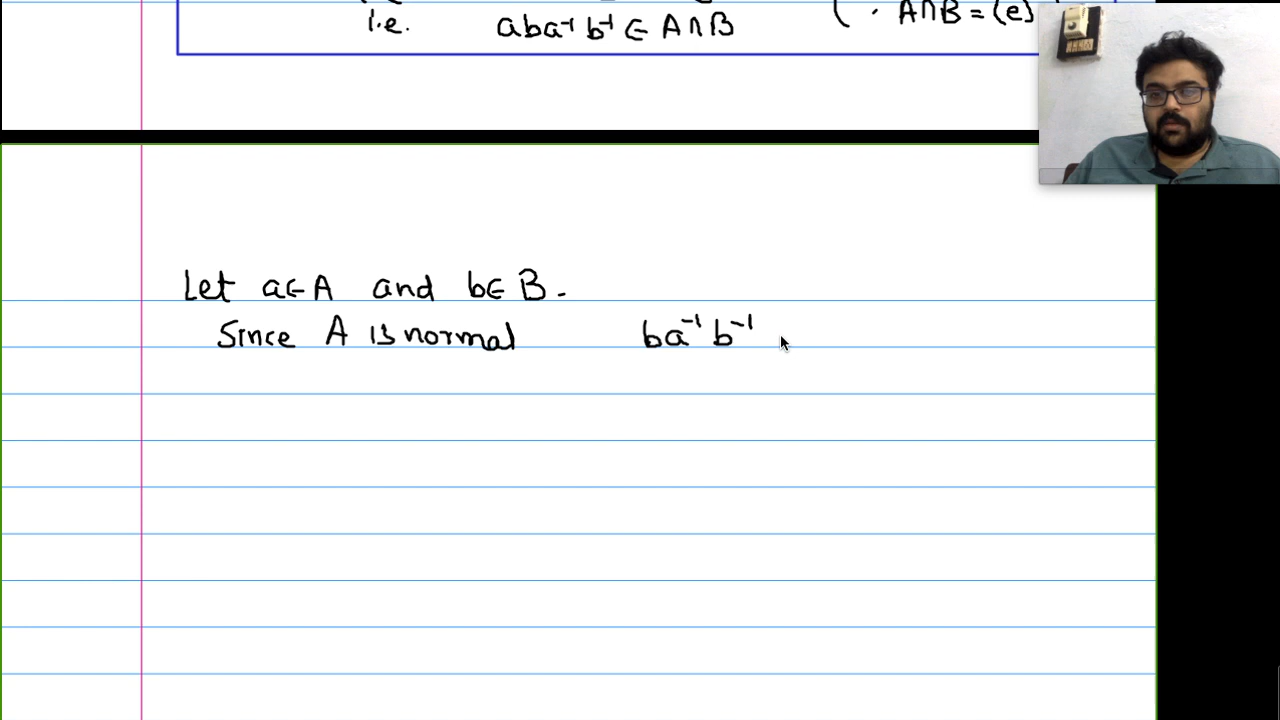 i.e. aba⁻¹b⁻¹ ∈ A∩B (∵ A∩B = (e)
Let a∈A and b∈B.
Since A is normal ba⁻¹b⁻¹